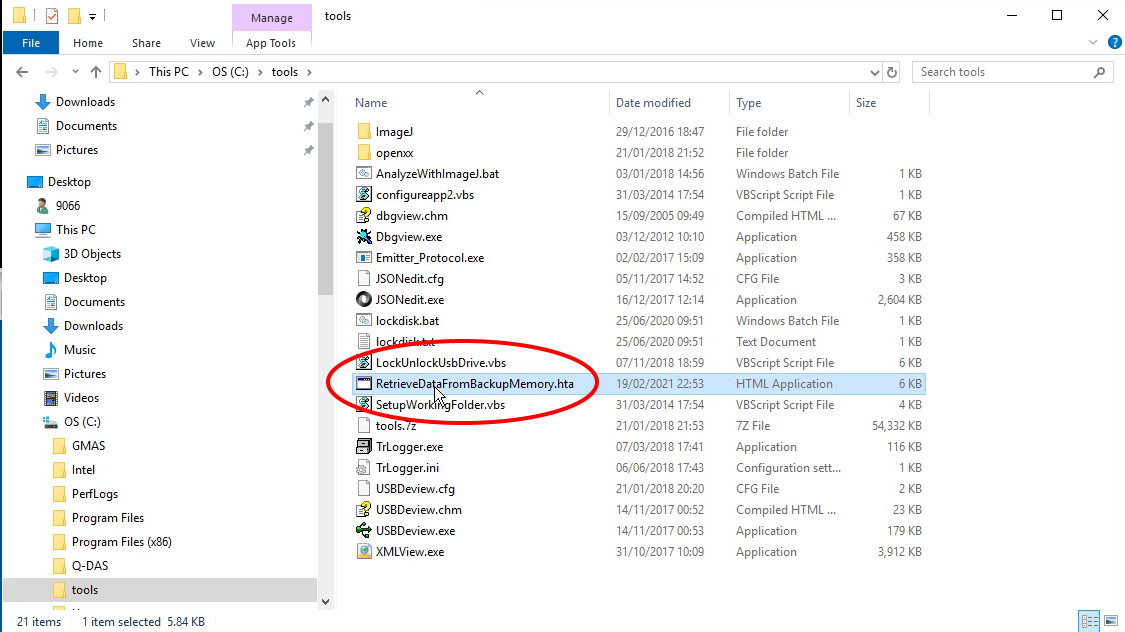 Manage
tools
File
Home
Share
View
App Tools
This PC
OS (C:)
tools
Search tools
Downloads
Documents
Pictures
Desktop
9066
This PC
3D Objects
Desktop
Documents
Downloads
Music
Pictures
Videos
OS (C:)
GMAS
Intel
PerfLogs
Program Files
Program Files (x86)
Q-DAS
tools
Name Date modified Type Size
ImageJ 29/12/2016 18:47 File folder
openxx 21/01/2018 21:52 File folder
AnalyzeWithImageJ.bat 03/01/2018 14:56 Windows Batch File 1 KB
configureapp2.vbs 31/03/2014 17:54 VBScript Script File 1 KB
dbgview.chm 15/09/2005 09:49 Compiled HTML ... 67 KB
Dbgview.exe 03/12/2012 10:10 Application 458 KB
Emitter_Protocol.exe 02/02/2017 15:09 Application 358 KB
JSONedit.cfg 05/11/2017 14:52 CFG File 3 KB
JSONedit.exe 16/12/2017 12:14 Application 2,604 KB
lockdisk.bat 25/06/2020 09:51 Windows Batch File 1 KB
lockdisk.txt 25/06/2020 09:51 Text Document 1 KB
LockUnlockUsbDrive.vbs 07/11/2018 18:59 VBScript Script File 6 KB
RetrieveDataFromBackupMemory.hta 19/02/2021 22:53 HTML Application 6 KB
SetupWorkingFolder.vbs 31/03/2014 17:54 VBScript Script File 4 KB
tools.7z 21/01/2018 21:53 7Z File 54,332 KB
TrLogger.exe 07/03/2018 17:41 Application 116 KB
TrLogger.ini 06/06/2018 17:43 Configuration sett... 1 KB
USBDeview.cfg 21/01/2018 20:20 CFG File 2 KB
USBDeview.chm 14/11/2017 00:52 Compiled HTML ... 23 KB
USBDeview.exe 14/11/2017 00:53 Application 179 KB
XMLView.exe 31/10/2017 10:09 Application 3,912 KB
21 items 1 item selected 5.84 KB